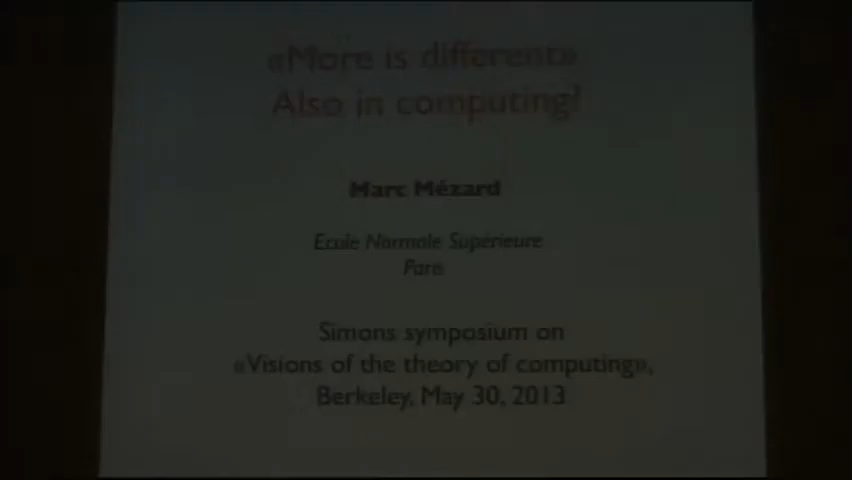 «More is different»
Also in computing!
Marc Mézard
Ecole Normale Supérieure
Paris
Simons symposium on
«Visions of the theory of computing»,
Berkeley, May 30, 2013